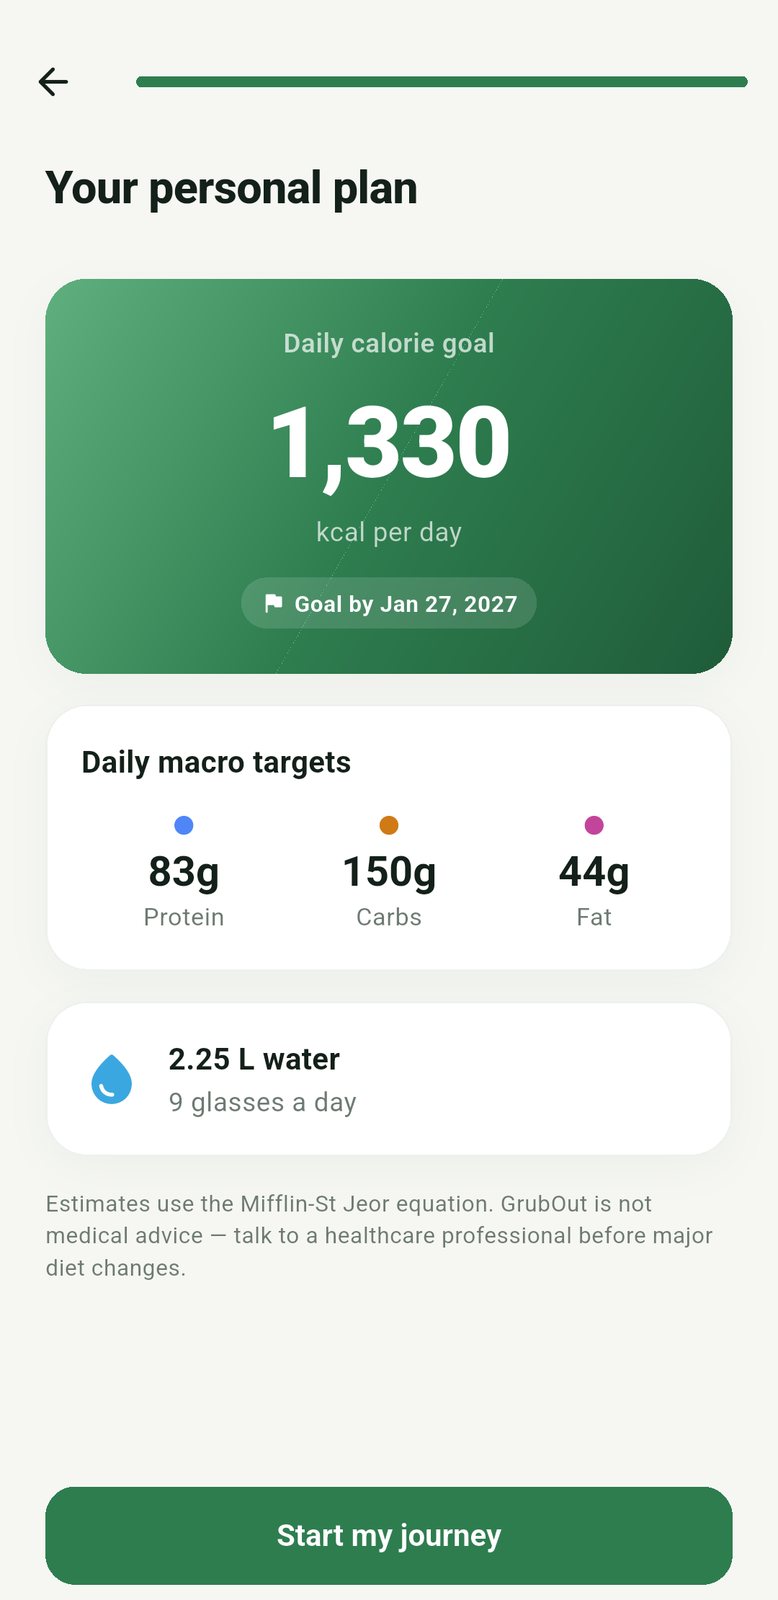 Your personal plan
Daily calorie goal
1,330
kcal per day
Goal by Jan 27, 2027
Daily macro targets
83g 150g 44g
Protein Carbs Fat
2.25 L water
9 glasses a day
Estimates use the Mifflin-St Jeor equation. GrubOut is not
medical advice — talk to a healthcare professional before major
diet changes.
Start my journey